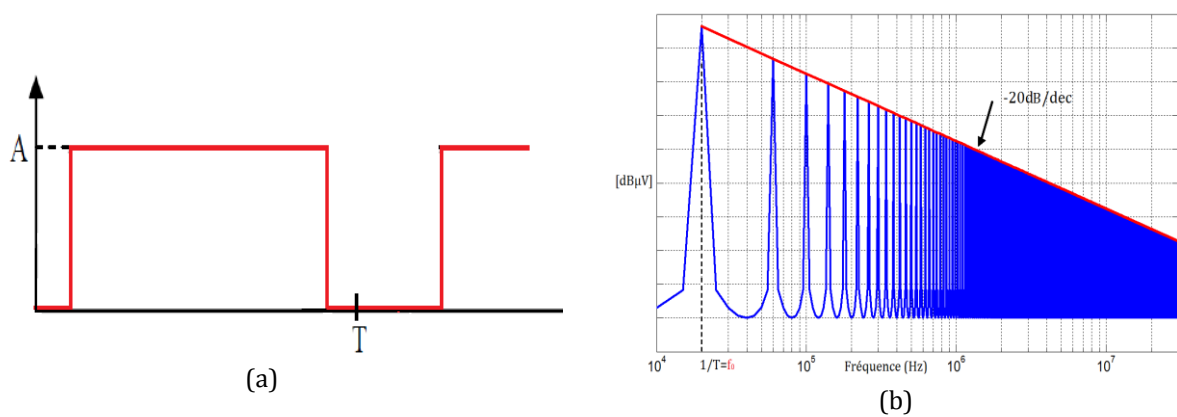 A
T
(a)
-20dB/dec
[dBµV]
10⁴
10⁵
10⁶
10⁷
1/T=f₀
Fréquence (Hz)
(b)